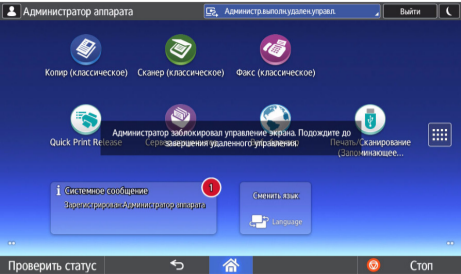 Администратор аппарата
Админист.выполн.удален.управл.
Выйти
Копир (классическое)
Сканер (классическое)
Факс (классическое)
Администратор заблокировал управление экрана. Подождите до
завершения удаленного управления.
Quick Print Release
Печать/Сканирование
(Запоминающее...
Системное сообщение
1
Зарегистрирован:Администратор аппарата
Сменить язык
Language
Проверить статус
Стоп